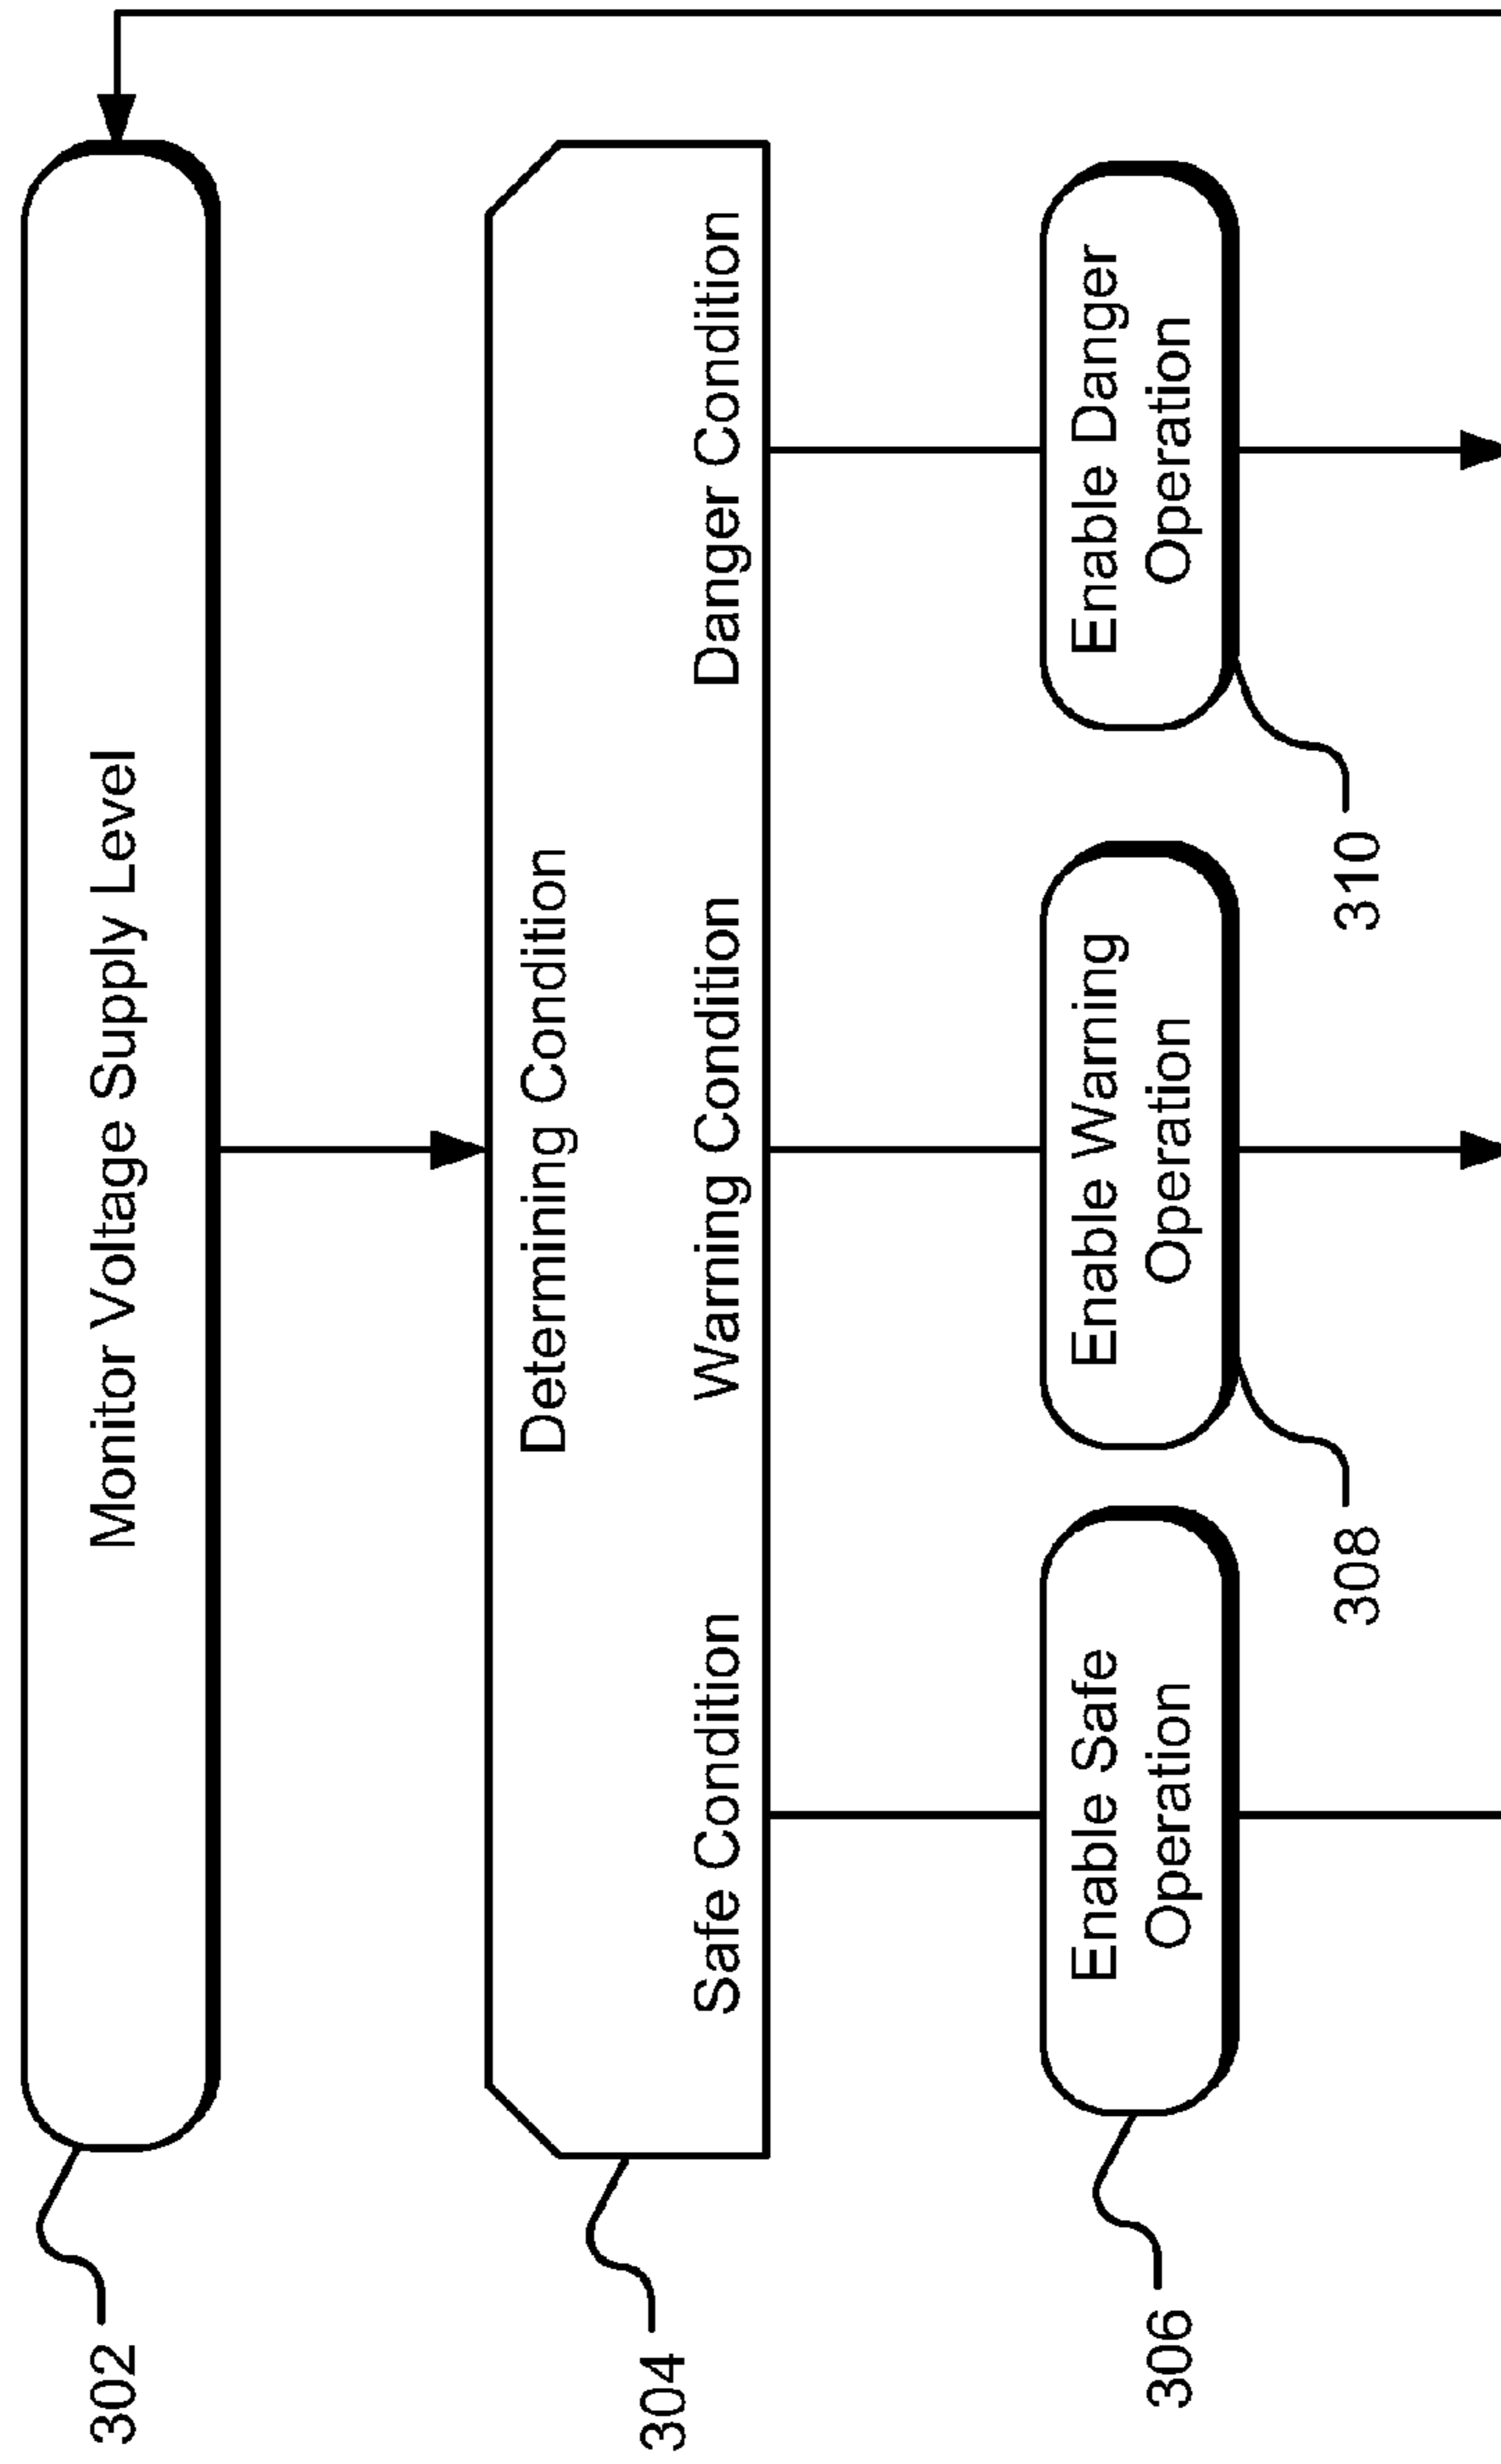 302
Monitor Voltage Supply Level
304
Determining Condition
Safe Condition
Warning Condition
Danger Condition
306
Enable Safe
Operation
Enable Warning
Operation
308
Enable Danger
Operation
310